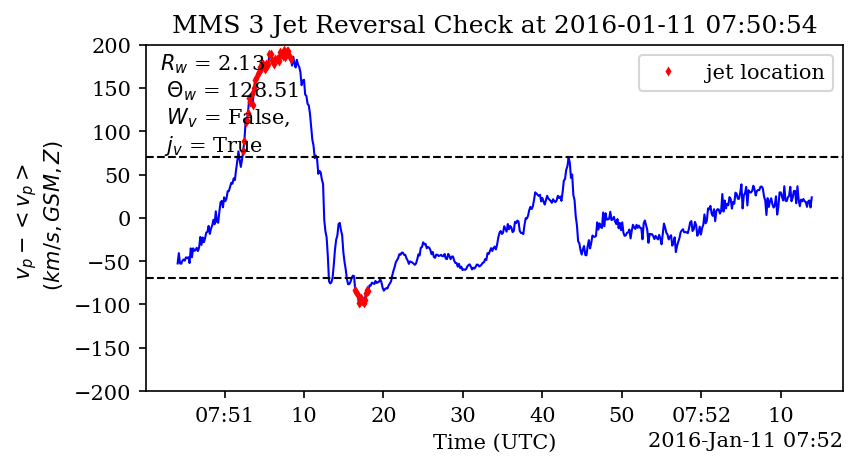 MMS 3 Jet Reversal Check at 2016-01-11 07:50:54
R_w = 2.13
Θ_w = 128.51
W_v = False,
j_v = True
jet location
v_p − < v_p >
(km/s, GSM, Z)
200
150
100
50
0
−50
−100
−150
−200
07:51 10 20 30 40 50 07:52 10
Time (UTC)
2016-Jan-11 07:52